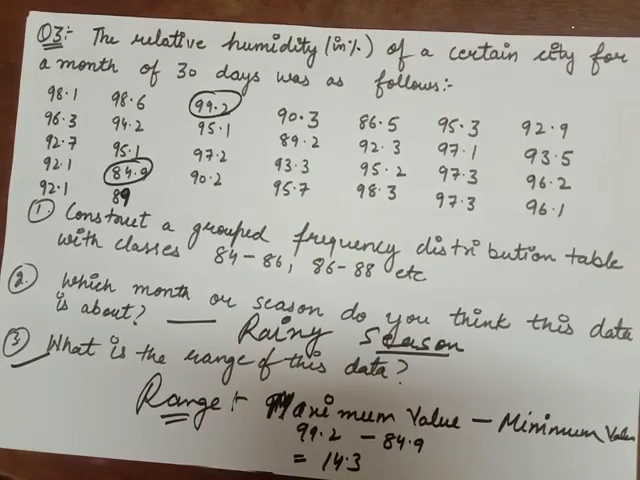 Q3:- The relative humidity (in %) of a certain city for
a month of 30 days was as follows:-
98.1 98.6 99.2 90.3 86.5 95.3 92.9
96.3 94.2 95.1 89.2 92.3 97.1 93.5
92.7 95.1 97.2 93.3 95.2 97.3 96.2
92.1 84.9 90.2 95.7 98.3 97.3 96.1
92.1 89
1. Construct a grouped frequency distribution table
with classes 84-86, 86-88 etc
2. Which month or season do you think this data
is about? ___ Rainy Season
3. What is the range of this data?
Range :- Maximum Value - Minimum Value
99.2 - 84.9
= 14.3